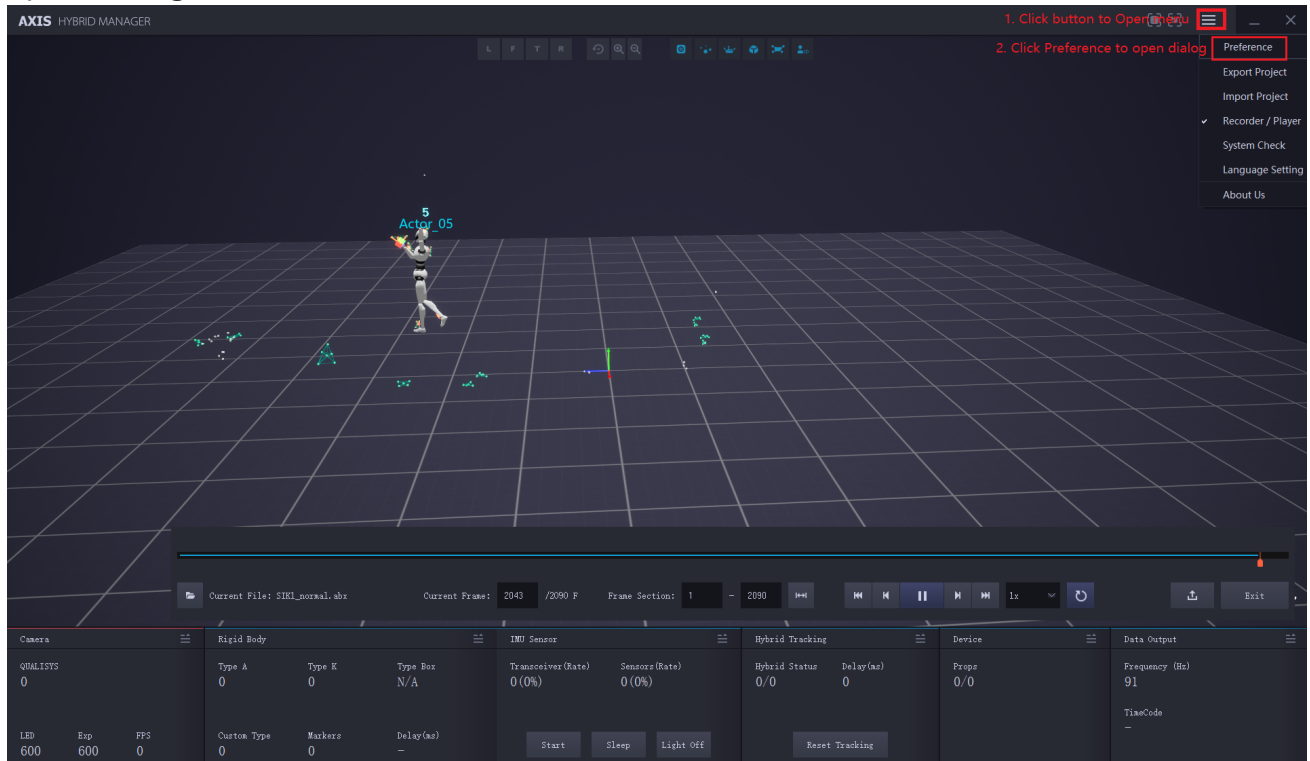 AXIS HYBRID MANAGER
1. Click button to Open menu
L F T R
2. Click Preference to open dialog
Preference
Export Project
Import Project
✓ Recorder / Player
System Check
Language Setting
About Us
5
Actor_05
Current File: SIK1_normal.abx
Current Frame: 2043 /2090 F
Frame Section: 1 - 2090
1x
Exit
Camera
QUALISYS
0
LED Exp FPS
600 600 0
Rigid Body
Type A Type K Type Box
0 0 N/A
Custom Type Markers Delay(ms)
0 0 –
IMU Sensor
Transceiver(Rate) Sensors(Rate)
0(0%) 0(0%)
Start Sleep Light Off
Hybrid Tracking
Hybrid Status Delay(ms)
0/0 0
Reset Tracking
Device
Props
0/0
Data Output
Frequency (Hz)
91
TimeCode
–